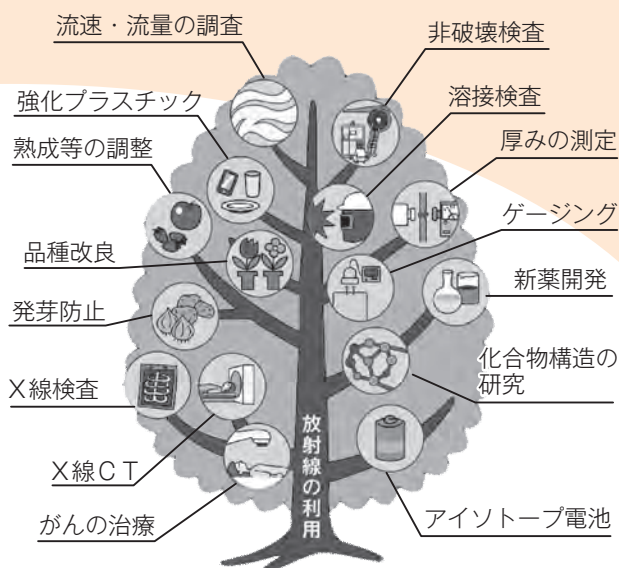 流速・流量の調査
非破壊検査
強化プラスチック
溶接検査
熟成等の調整
厚みの測定
品種改良
ゲージング
発芽防止
新薬開発
X線検査
化合物構造の
研究
X線CT
がんの治療
アイソトープ電池
放射線の利用